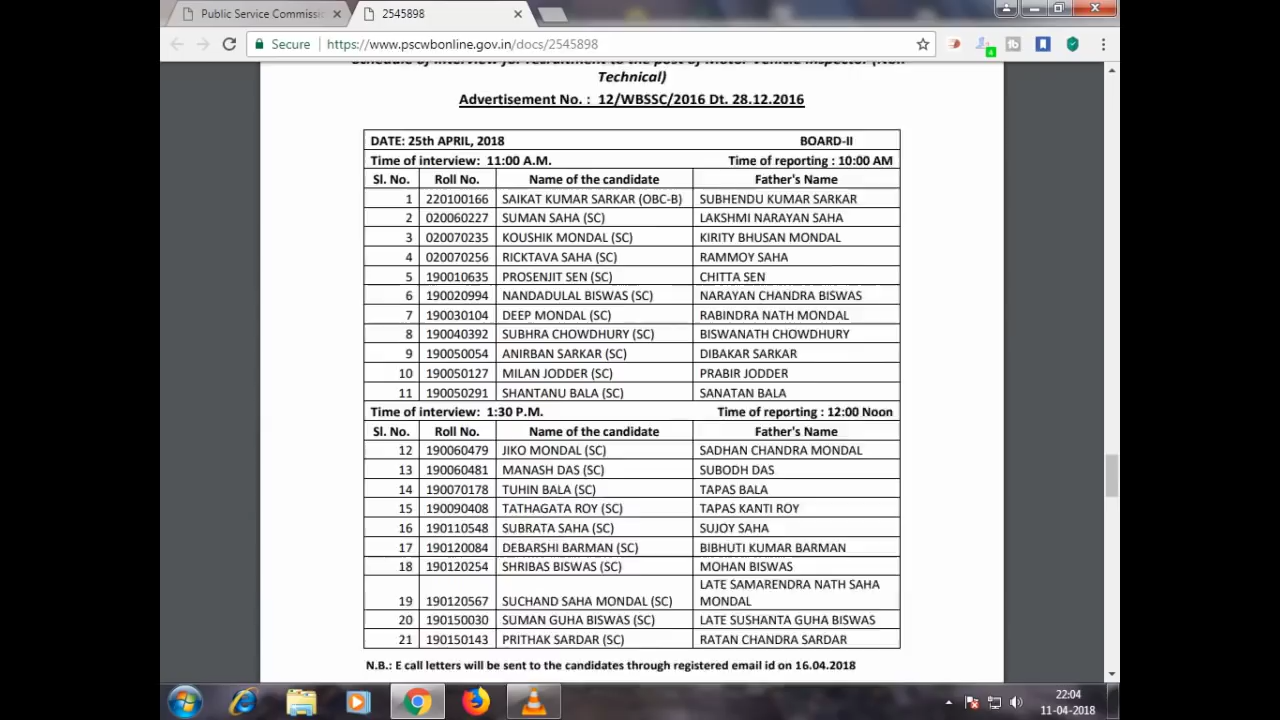 Public Service Commissi
2545898
Secure
https://www.pscwbonline.gov.in/docs/2545898
Schedule of interview for recruitment to the post of Motor Vehicle Inspector (Non
Technical)
Advertisement No. : 12/WBSSC/2016 Dt. 28.12.2016
DATE: 25th APRIL, 2018 BOARD-II
Time of interview: 11:00 A.M. Time of reporting : 10:00 AM
Sl. No. Roll No. Name of the candidate Father's Name
1 220100166 SAIKAT KUMAR SARKAR (OBC-B) SUBHENDU KUMAR SARKAR
2 020060227 SUMAN SAHA (SC) LAKSHMI NARAYAN SAHA
3 020070235 KOUSHIK MONDAL (SC) KIRITY BHUSAN MONDAL
4 020070256 RICKTAVA SAHA (SC) RAMMOY SAHA
5 190010635 PROSENJIT SEN (SC) CHITTA SEN
6 190020994 NANDADULAL BISWAS (SC) NARAYAN CHANDRA BISWAS
7 190030104 DEEP MONDAL (SC) RABINDRA NATH MONDAL
8 190040392 SUBHRA CHOWDHURY (SC) BISWANATH CHOWDHURY
9 190050054 ANIRBAN SARKAR (SC) DIBAKAR SARKAR
10 190050127 MILAN JODDER (SC) PRABIR JODDER
11 190050291 SHANTANU BALA (SC) SANATAN BALA
Time of interview: 1:30 P.M. Time of reporting : 12:00 Noon
Sl. No. Roll No. Name of the candidate Father's Name
12 190060479 JIKO MONDAL (SC) SADHAN CHANDRA MONDAL
13 190060481 MANASH DAS (SC) SUBODH DAS
14 190070178 TUHIN BALA (SC) TAPAS BALA
15 190090408 TATHAGATA ROY (SC) TAPAS KANTI ROY
16 190110548 SUBRATA SAHA (SC) SUJOY SAHA
17 190120084 DEBARSHI BARMAN (SC) BIBHUTI KUMAR BARMAN
18 190120254 SHRIBAS BISWAS (SC) MOHAN BISWAS
LATE SAMARENDRA NATH SAHA
19 190120567 SUCHAND SAHA MONDAL (SC) MONDAL
20 190150030 SUMAN GUHA BISWAS (SC) LATE SUSHANTA GUHA BISWAS
21 190150143 PRITHAK SARDAR (SC) RATAN CHANDRA SARDAR
N.B.: E call letters will be sent to the candidates through registered email id on 16.04.2018
22:04
11-04-2018